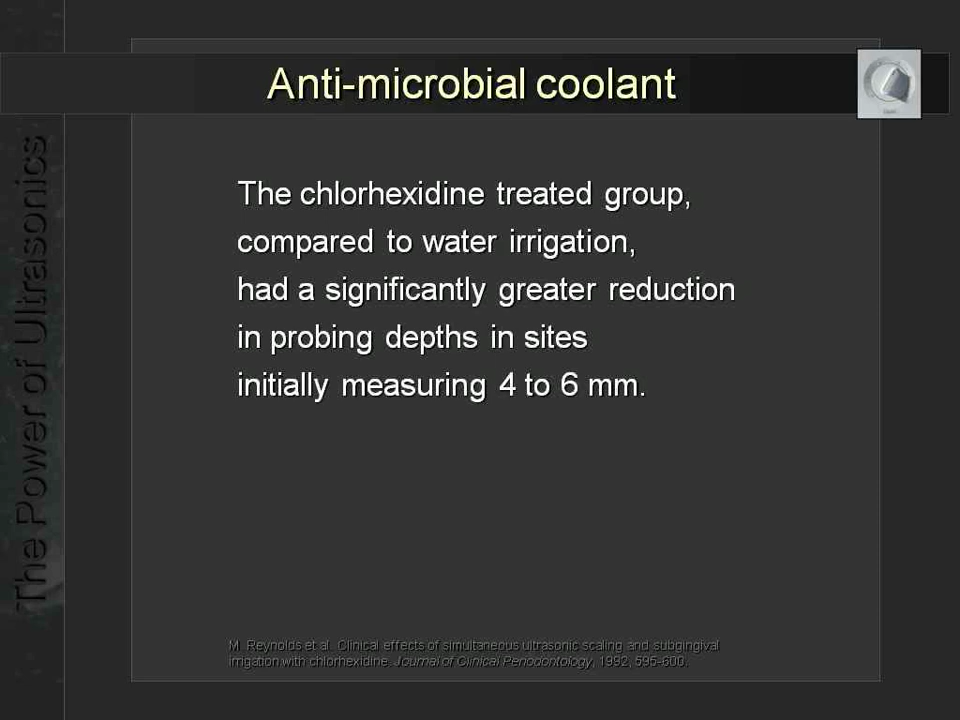 Anti-microbial coolant
The Power of Ultrasonics
The chlorhexidine treated group,
compared to water irrigation,
had a significantly greater reduction
in probing depths in sites
initially measuring 4 to 6 mm.
M. Reynolds et al. Clinical effects of simultaneous ultrasonic scaling and subgingival
irrigation with chlorhexidine. Journal of Clinical Periodontology, 1992, 595-600.